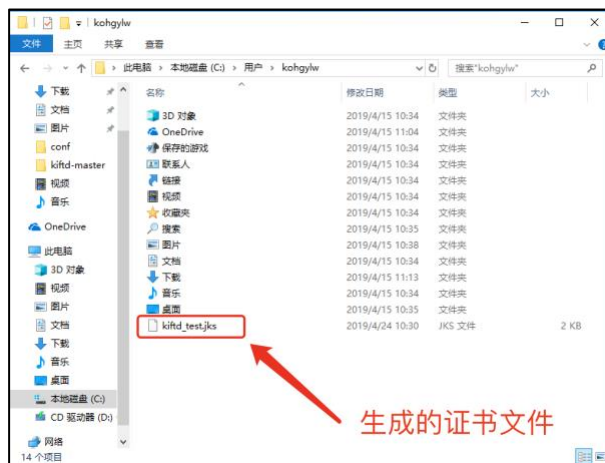 kohgylw
文件 主页 共享 查看
此电脑 › 本地磁盘 (C:) › 用户 › kohgylw
搜索"kohgylw"
下载
文档
图片
conf
kiftd-master
视频
音乐
OneDrive
此电脑
3D 对象
视频
图片
文档
下载
音乐
桌面
本地磁盘 (C:)
CD 驱动器 (D:)
网络
14 个项目
名称 修改日期 类型 大小
3D 对象 2019/4/15 10:34 文件夹
OneDrive 2019/4/15 11:04 文件夹
保存的游戏 2019/4/15 10:34 文件夹
联系人 2019/4/15 10:34 文件夹
链接 2019/4/15 10:34 文件夹
视频 2019/4/15 10:34 文件夹
收藏夹 2019/4/15 10:34 文件夹
搜索 2019/4/15 10:35 文件夹
图片 2019/4/15 10:38 文件夹
文档 2019/4/15 10:34 文件夹
下载 2019/4/15 11:13 文件夹
音乐 2019/4/15 10:34 文件夹
桌面 2019/4/15 10:35 文件夹
kiftd_test.jks 2019/4/24 10:30 JKS 文件 2 KB
生成的证书文件